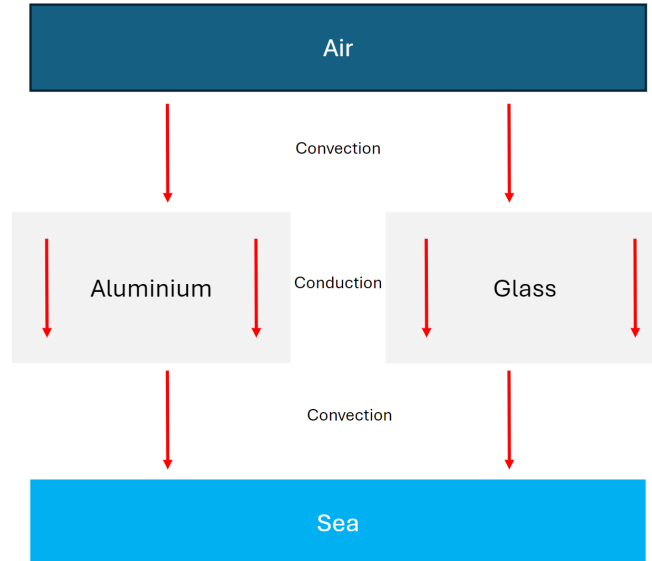 Air
Convection
Aluminium
Conduction
Glass
Convection
Sea